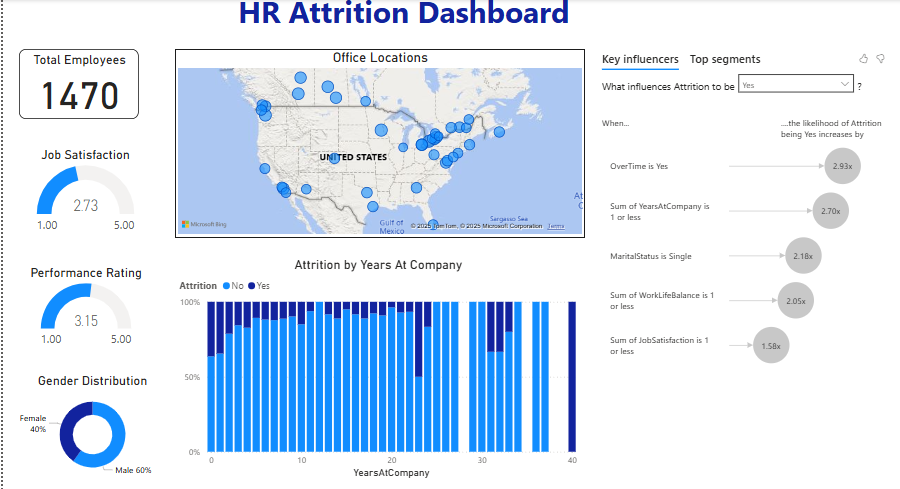 HR Attrition Dashboard
Total Employees
1470
Job Satisfaction
2.73
1.00
5.00
Performance Rating
3.15
1.00
5.00
Gender Distribution
Female
40%
Male 60%
Office Locations
UNITED STATES
Gulf of
Mexico
Sargasso Sea
At
C
Microsoft Bing
© 2025 TomTom, © 2025 Microsoft Corporation Terms
Attrition by Years At Company
Attrition No Yes
100%
50%
0%
0
10
20
30
40
YearsAtCompany
Key influencers Top segments
What influences Attrition to be Yes ?
When...
....the likelihood of Attrition
being Yes increases by
OverTime is Yes
2.93x
Sum of YearsAtCompany is
1 or less
2.70x
MaritalStatus is Single
2.18x
Sum of WorkLifeBalance is 1
or less
2.05x
Sum of JobSatisfaction is 1
or less
1.58x